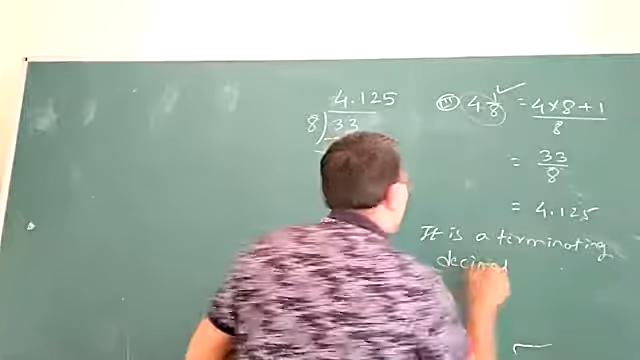 4.125
8)33
(iii) 4 1/8 = 4×8+1/8
= 33/8
= 4.125
It is a terminating
decimal